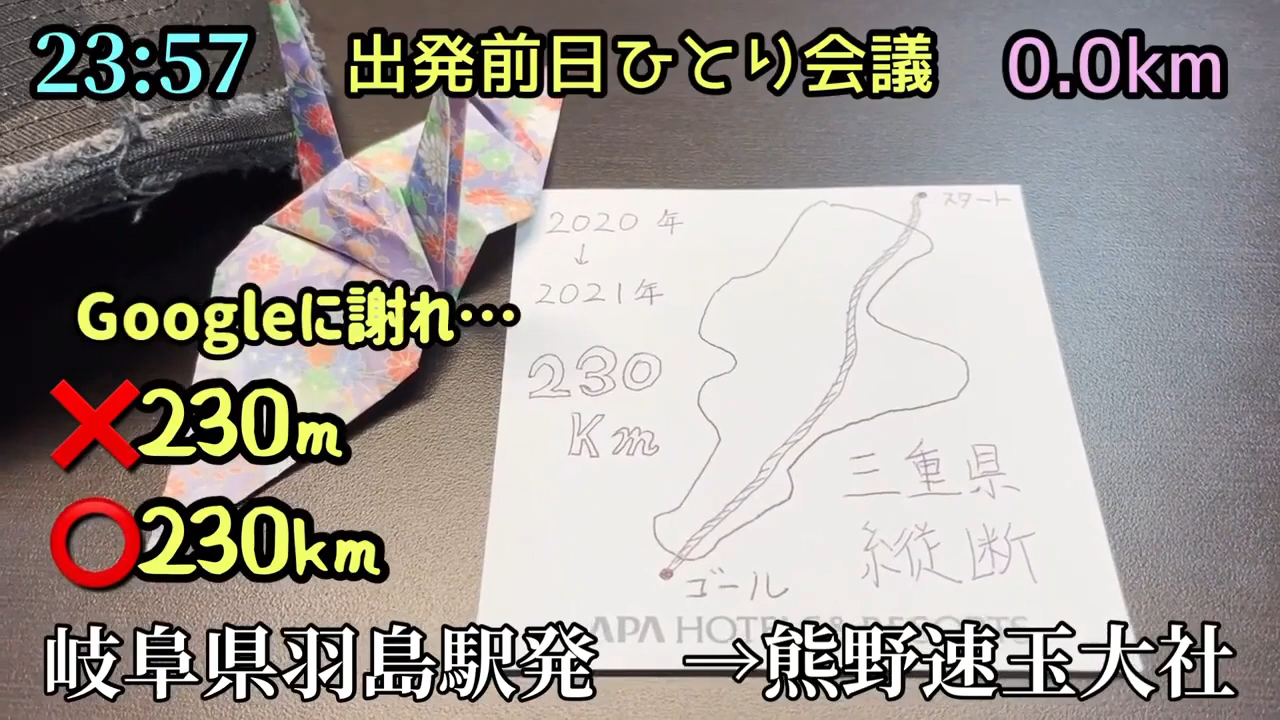 23:57
出発前日ひとり会議
0.0km
スタート
2020年
↓
2021年
230
Km
Googleに謝れ…
❌230m
⭕230km
三重県
縦断
ゴール
APA HOTELS & RESORTS
岐阜県羽島駅発 ⇒熊野速玉大社